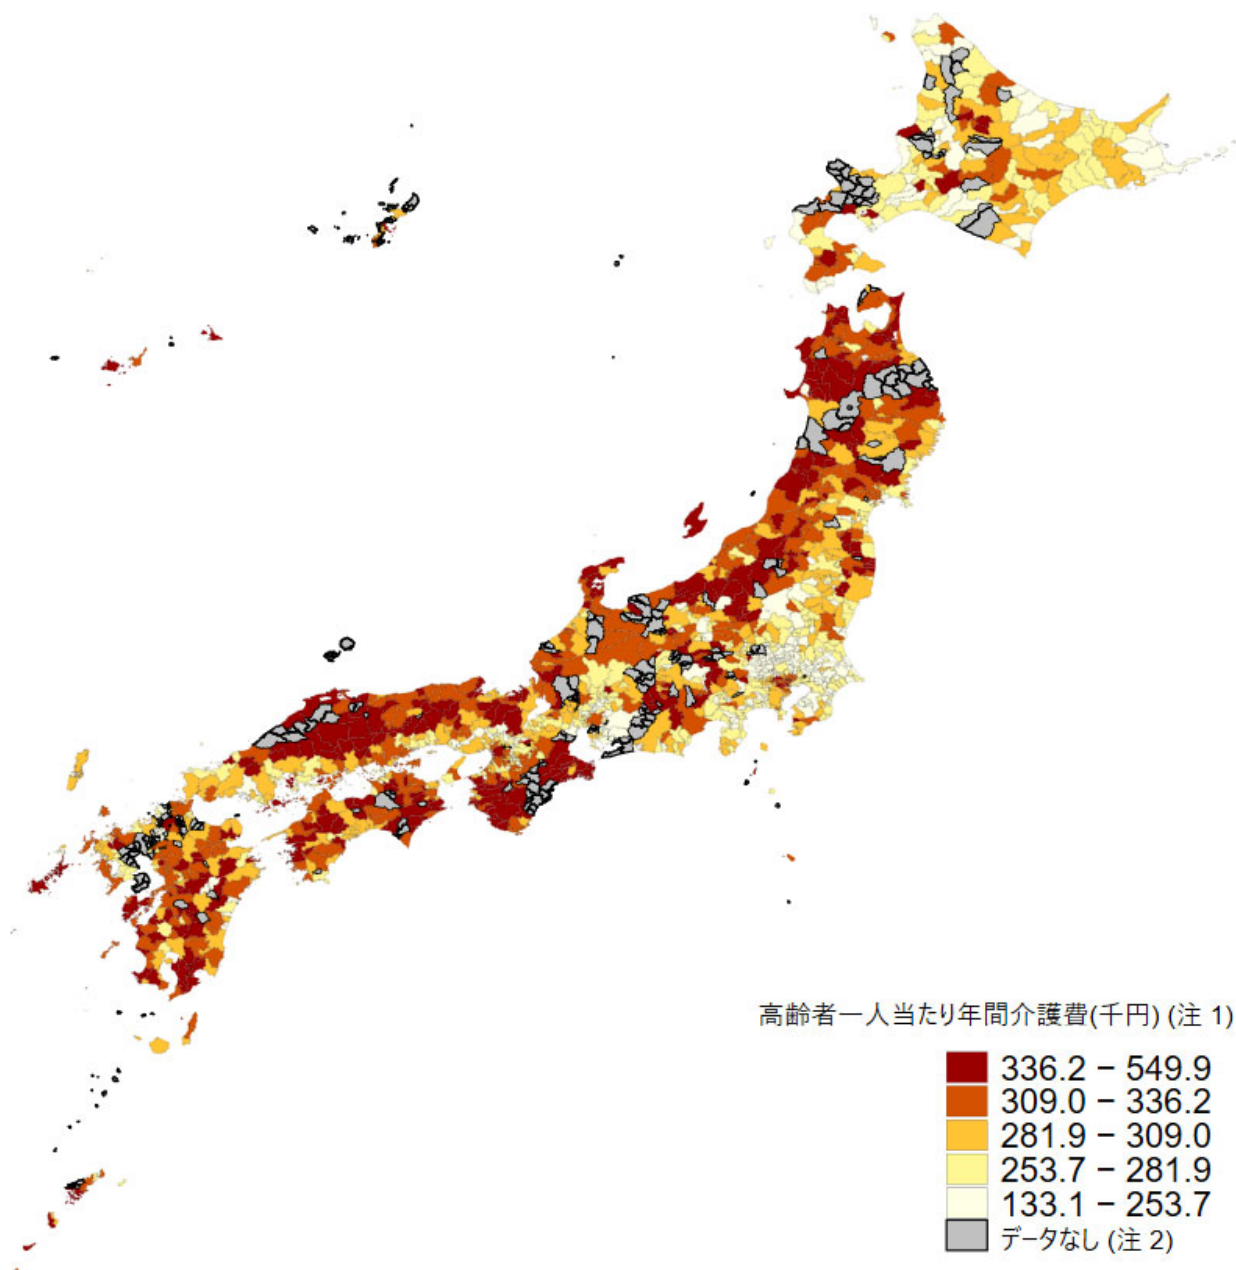 高齢者一人当たり年間介護費(千円) (注 1)
336.2 − 549.9
309.0 − 336.2
281.9 − 309.0
253.7 − 281.9
133.1 − 253.7
データなし (注 2)